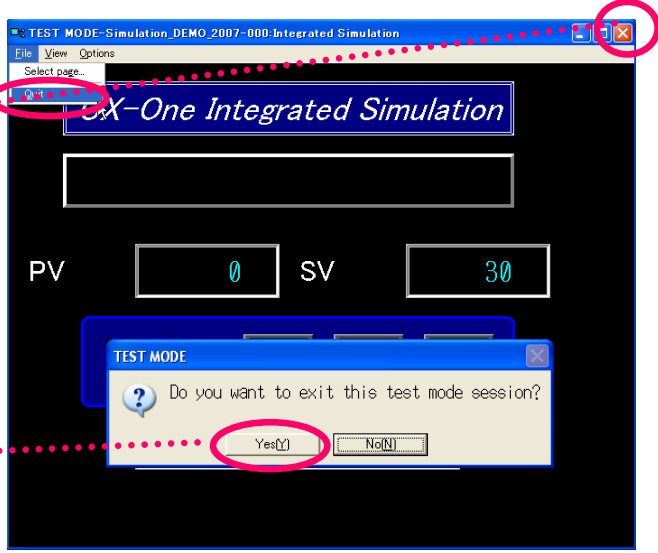 TEST MODE-Simulation_DEMO_2007-000:Integrated Simulation
File View Options
Select page...
Quit
CX-One Integrated Simulation
PV 0 SV 30
TEST MODE
Do you want to exit this test mode session?
Yes(Y) No(N)